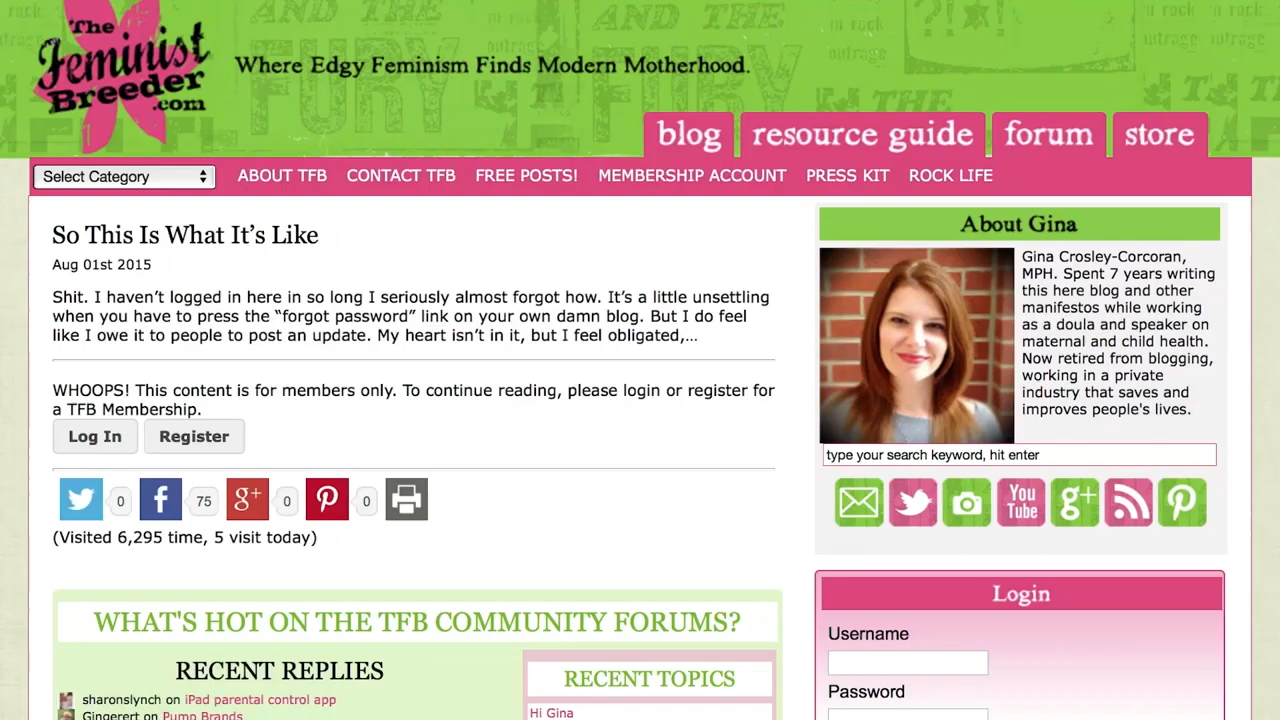 The
Feminist
Breeder
.com
Where Edgy Feminism Finds Modern Motherhood.
blog
resource guide
forum
store
Select Category
ABOUT TFB
CONTACT TFB
FREE POSTS!
MEMBERSHIP ACCOUNT
PRESS KIT
ROCK LIFE
So This Is What It’s Like
Aug 01st 2015
Shit. I haven’t logged in here in so long I seriously almost forgot how. It’s a little unsettling
when you have to press the “forgot password” link on your own damn blog. But I do feel
like I owe it to people to post an update. My heart isn’t in it, but I feel obligated,…
WHOOPS! This content is for members only. To continue reading, please login or register for
a TFB Membership.
Log In
Register
0
f
75
g+
0
0
(Visited 6,295 time, 5 visit today)
WHAT'S HOT ON THE TFB COMMUNITY FORUMS?
RECENT REPLIES
sharonslynch on iPad parental control app
Gingerert on Pump Brands
RECENT TOPICS
Hi Gina
About Gina
Gina Crosley-Corcoran,
MPH. Spent 7 years writing
this here blog and other
manifestos while working
as a doula and speaker on
maternal and child health.
Now retired from blogging,
working in a private
industry that saves and
improves people's lives.
type your search keyword, hit enter
You
Tube
g+
Login
Username
Password
AND THE
FURY
FURY
in rock
outrage
?!*!
AND THE